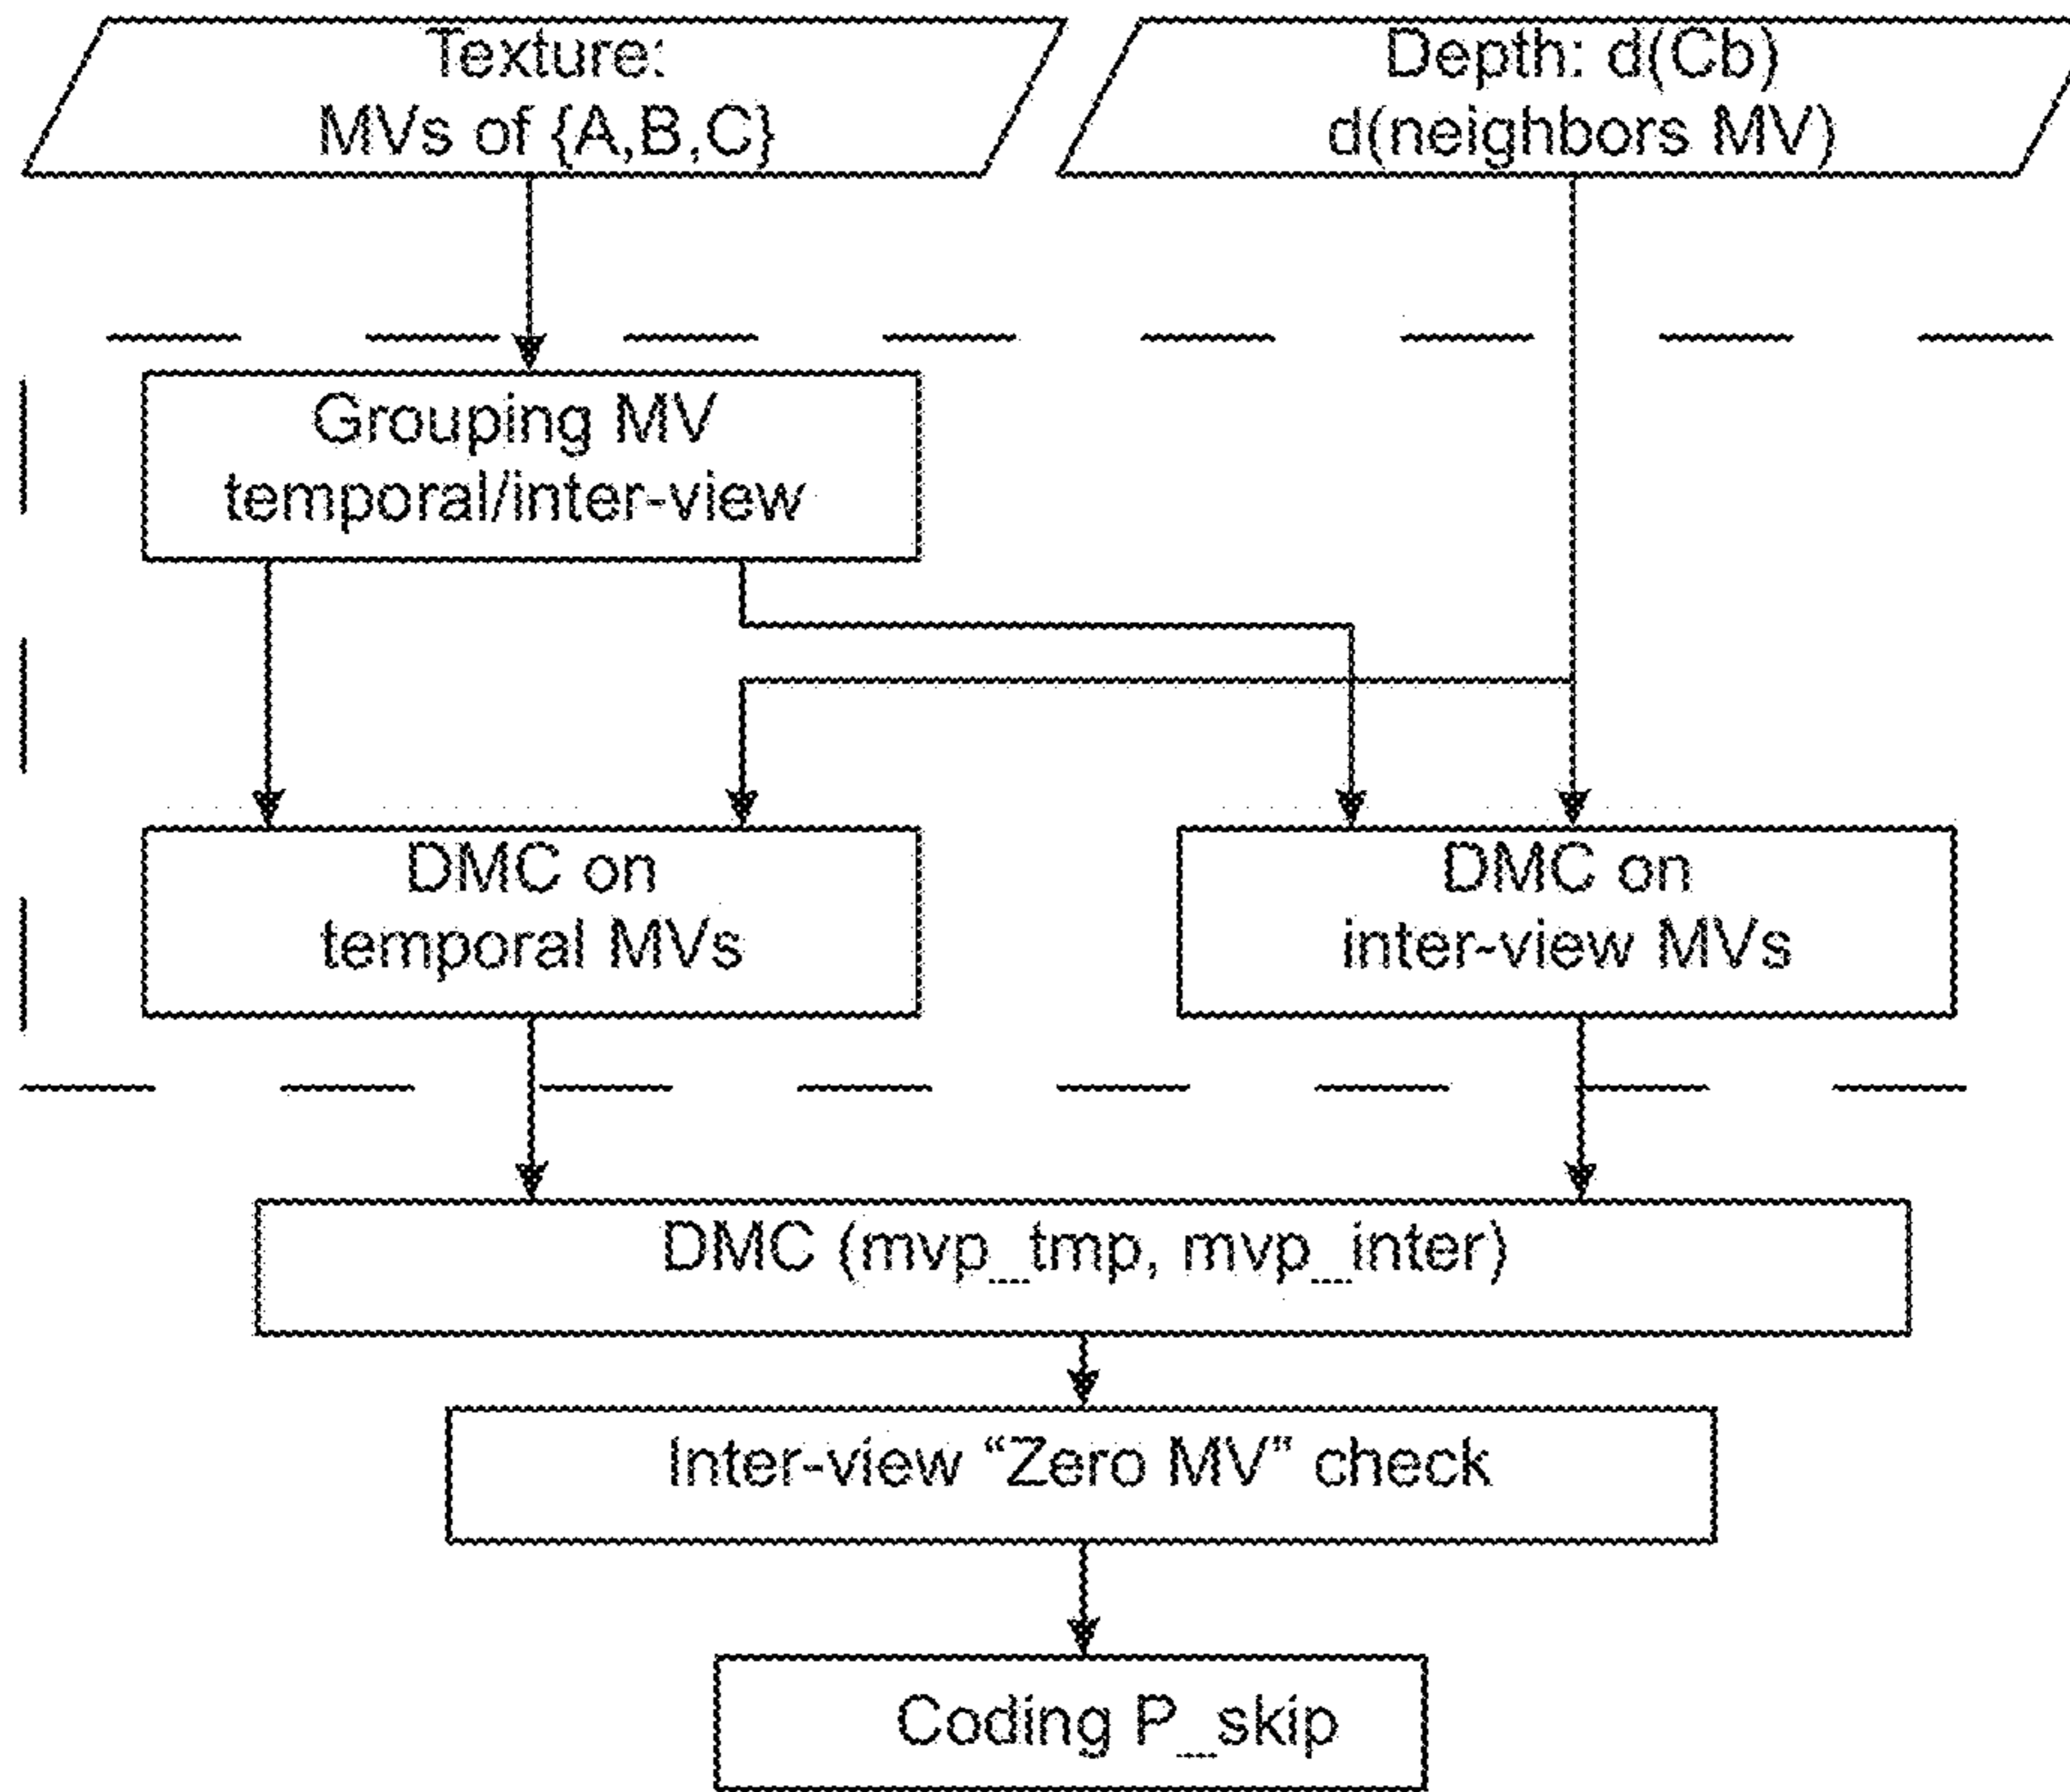 Texture:
MVs of {A,B,C}
Depth: d(Cb)
d(neighbors MV)
Grouping MV
temporal/inter-view
DMC on
temporal MVs
DMC on
inter-view MVs
DMC (mvp_tmp, mvp_inter)
Inter-view “Zero MV” check
Coding P_skip